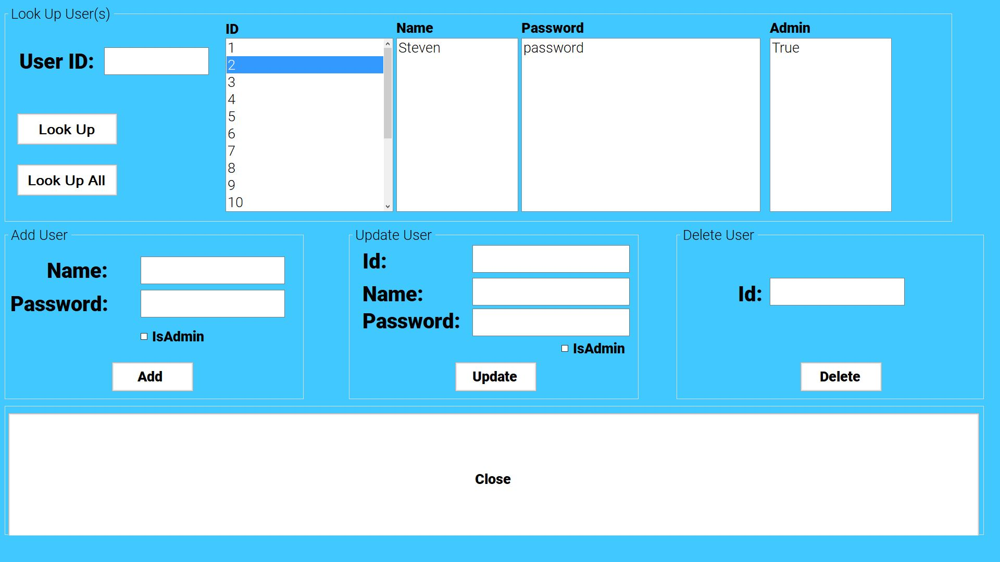 Look Up User(s)
ID Name Password Admin
User ID:
1 Steven password True
2
3
4
5
6
7
8
9
10
Look Up
Look Up All
Add User
Name:
Password:
IsAdmin
Add
Update User
Id:
Name:
Password:
IsAdmin
Update
Delete User
Id:
Delete
Close